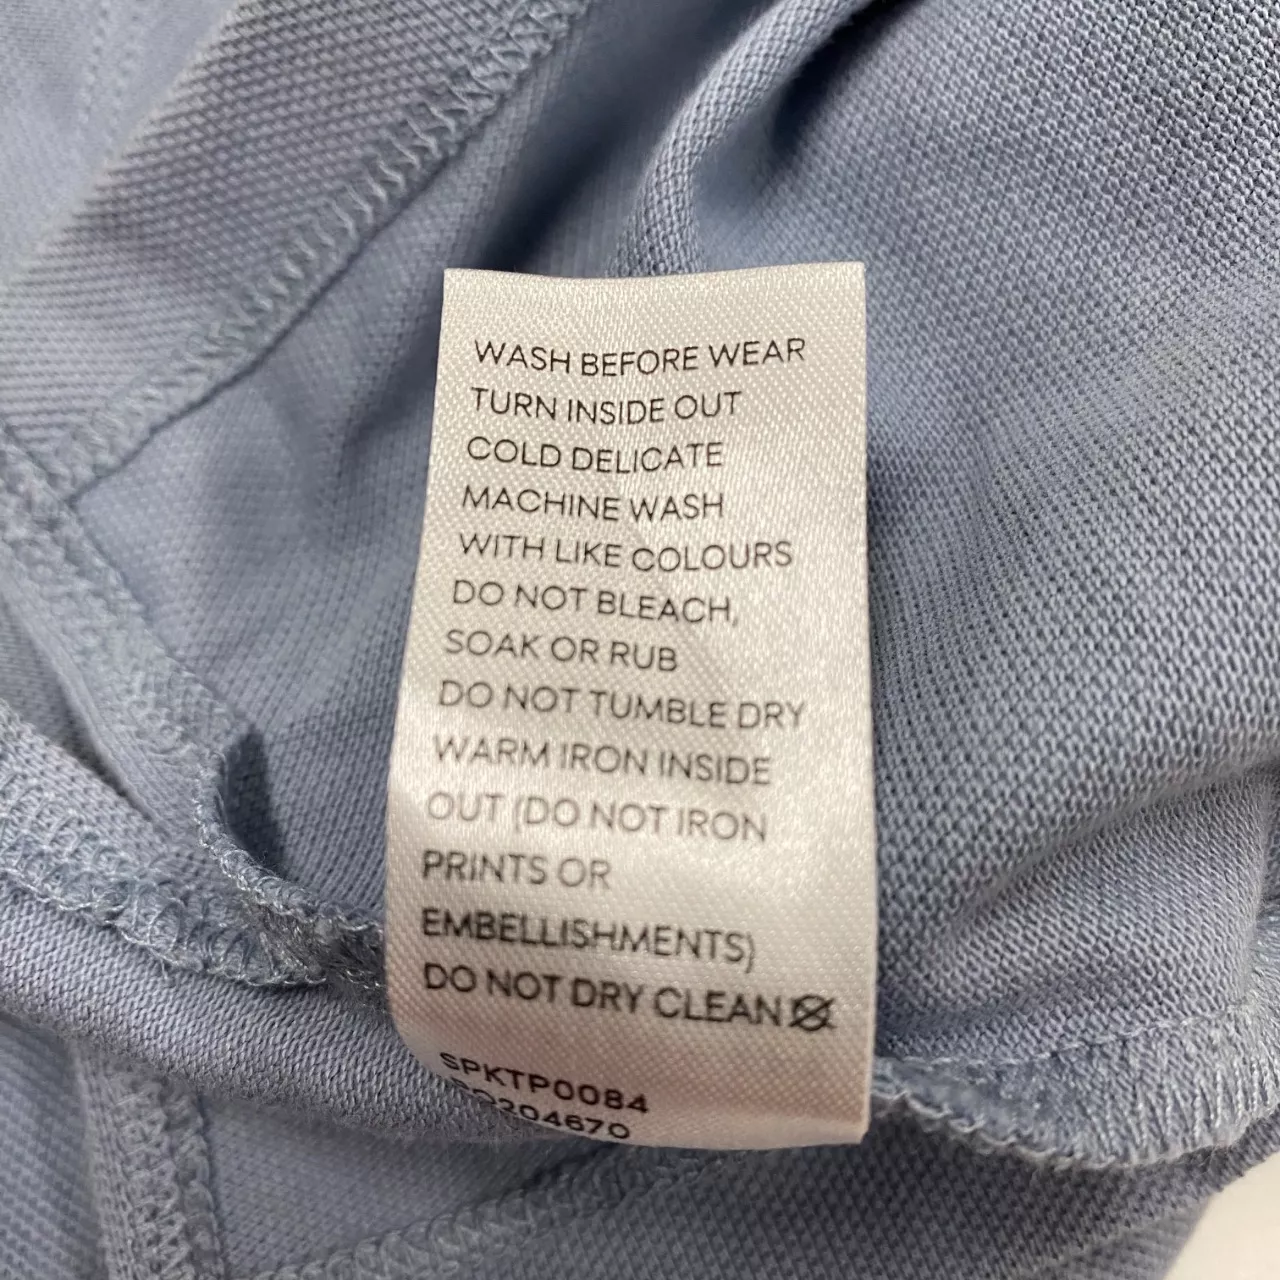 WASH BEFORE WEAR
TURN INSIDE OUT
COLD DELICATE
MACHINE WASH
WITH LIKE COLOURS
DO NOT BLEACH,
SOAK OR RUB
DO NOT TUMBLE DRY
WARM IRON INSIDE
OUT (DO NOT IRON
PRINTS OR
EMBELLISHMENTS)
DO NOT DRY CLEAN
SPKTP0084
204670